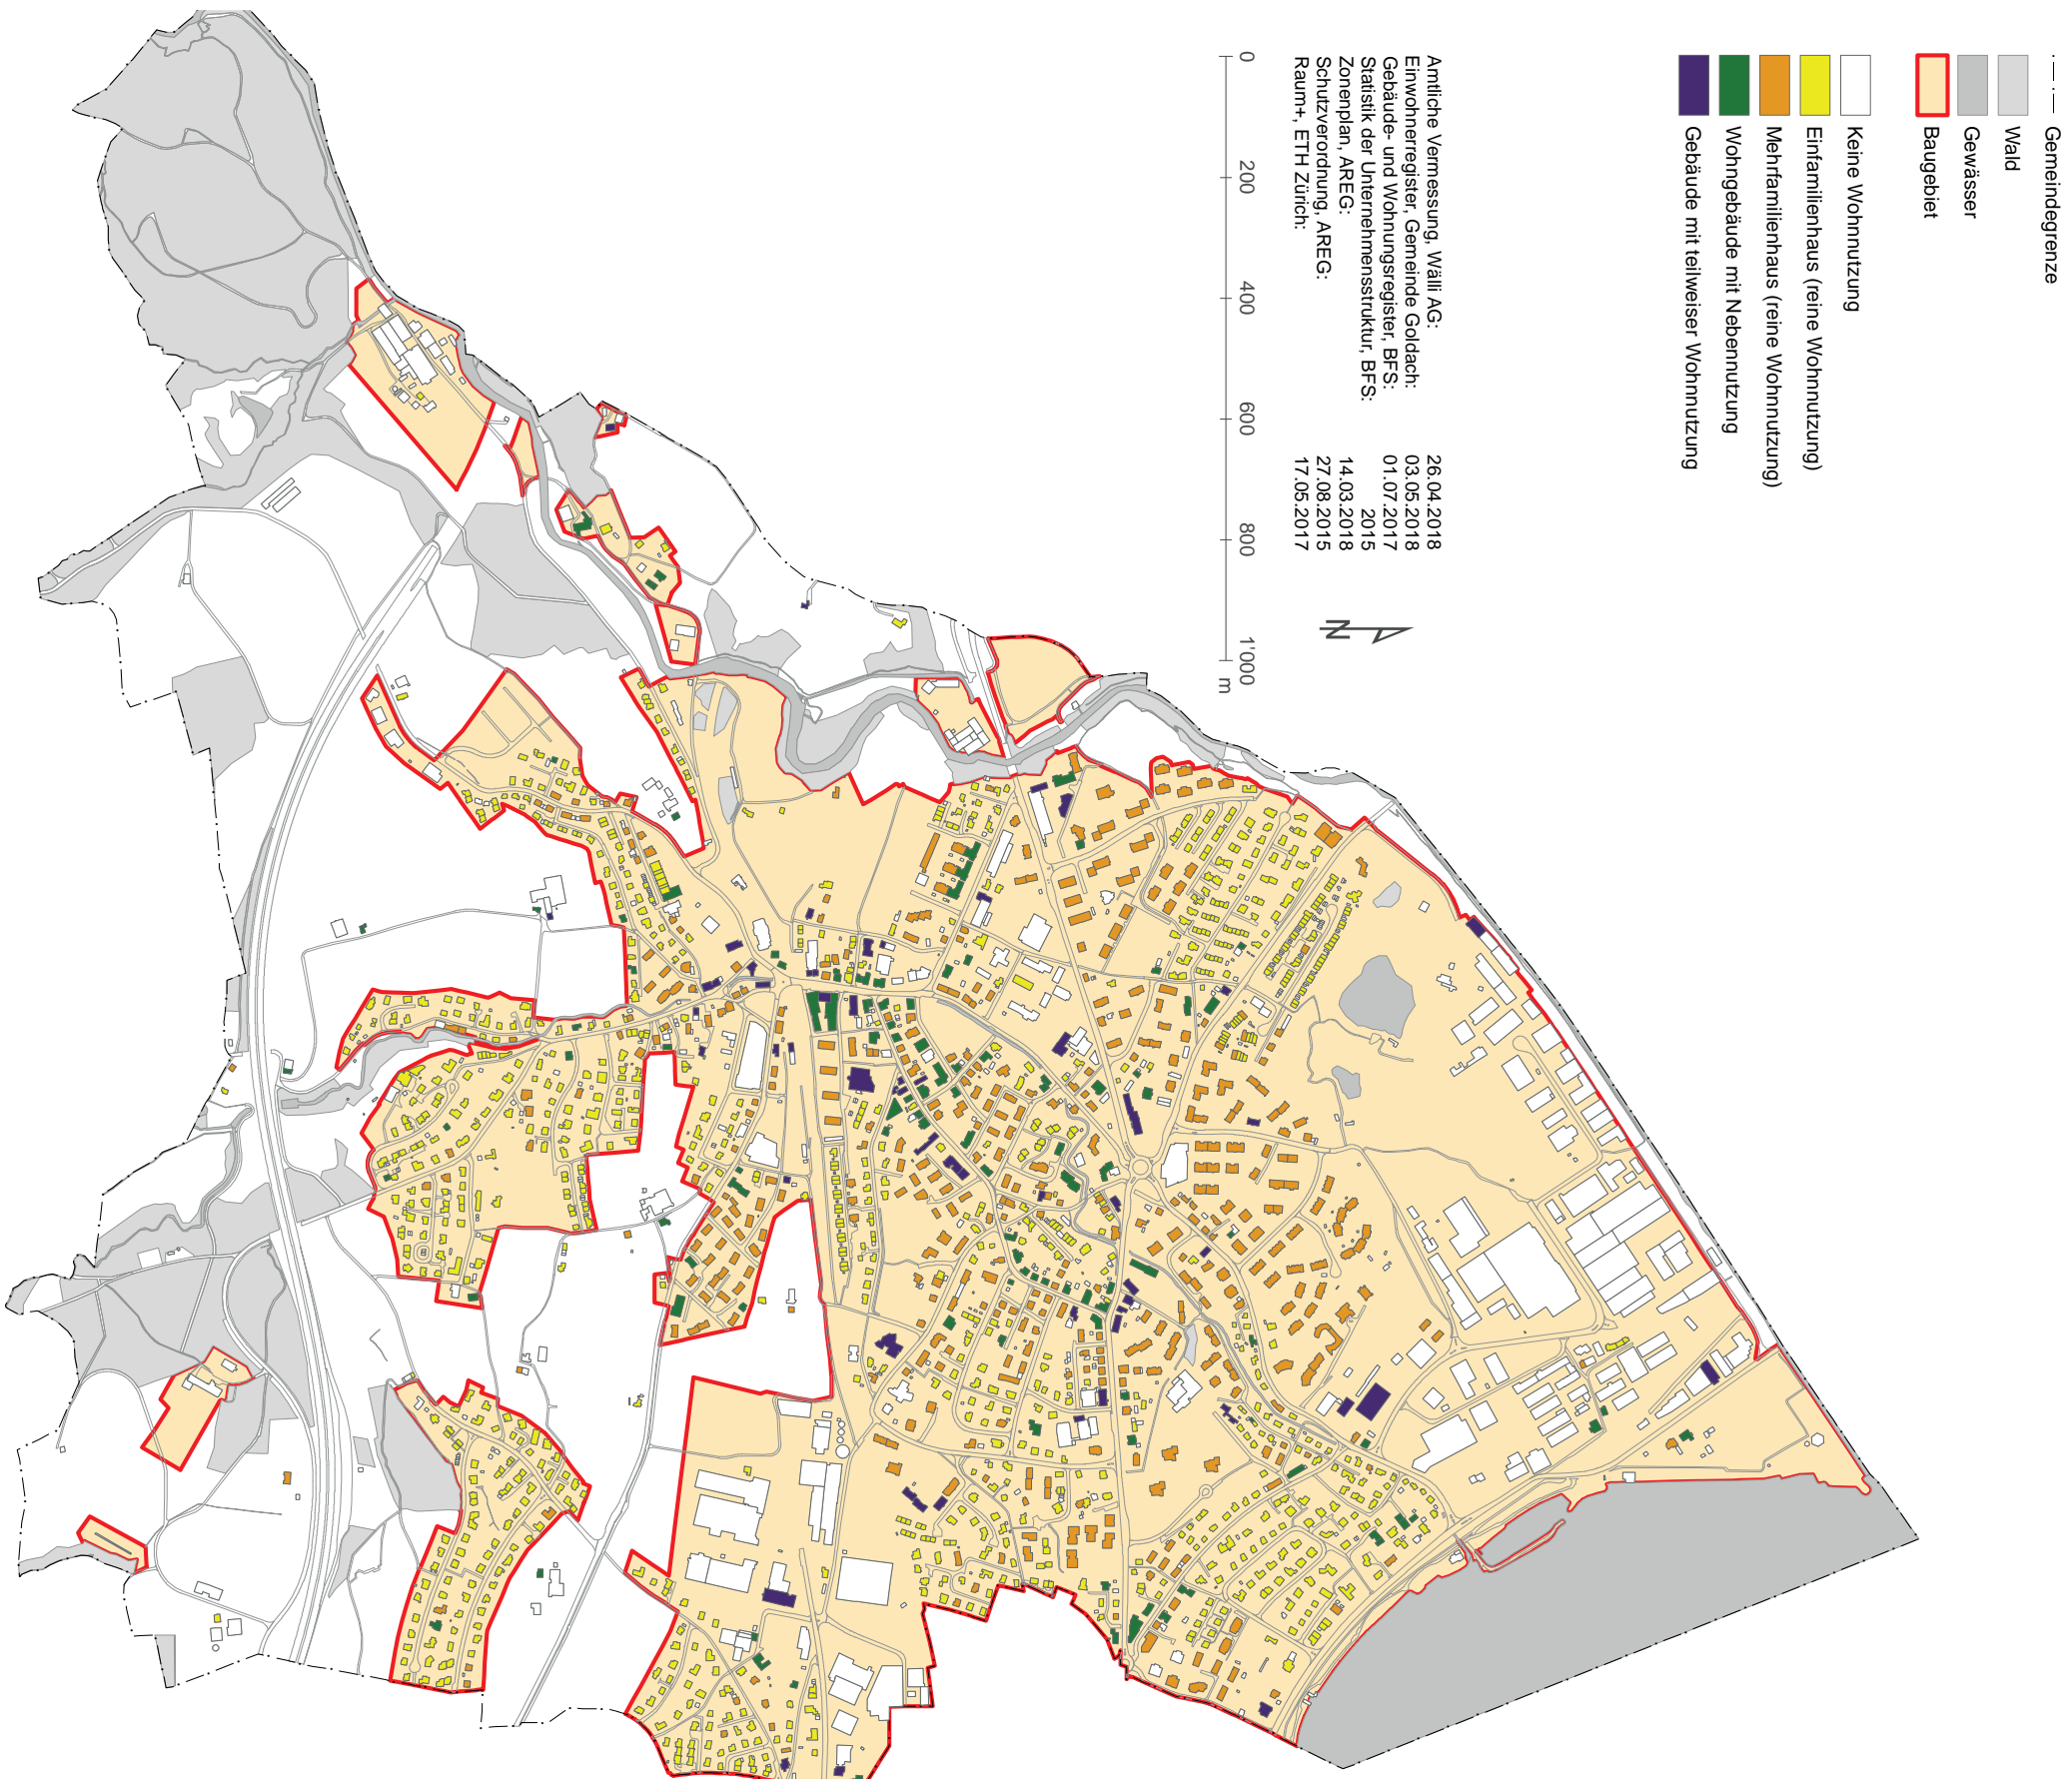 Gemeindegrenze
Wald
Gewässer
Baugebiet
Keine Wohnnutzung
Einfamilienhaus (reine Wohnnutzung)
Mehrfamilienhaus (reine Wohnnutzung)
Wohngebäude mit Nebennutzung
Gebäude mit teilweiser Wohnnutzung
Amtliche Vermessung, Wälli AG: 26.04.2018
Einwohnerregister, Gemeinde Goldach: 03.05.2018
Gebäude- und Wohnungsregister, BFS: 01.07.2017
Statistik der Unternehmensstruktur, BFS: 2015
Zonenplan, AREG: 14.03.2018
Schutzverordnung, AREG: 27.08.2015
Raum+, ETH Zürich: 17.05.2017
N
0 200 400 600 800 1'000
m